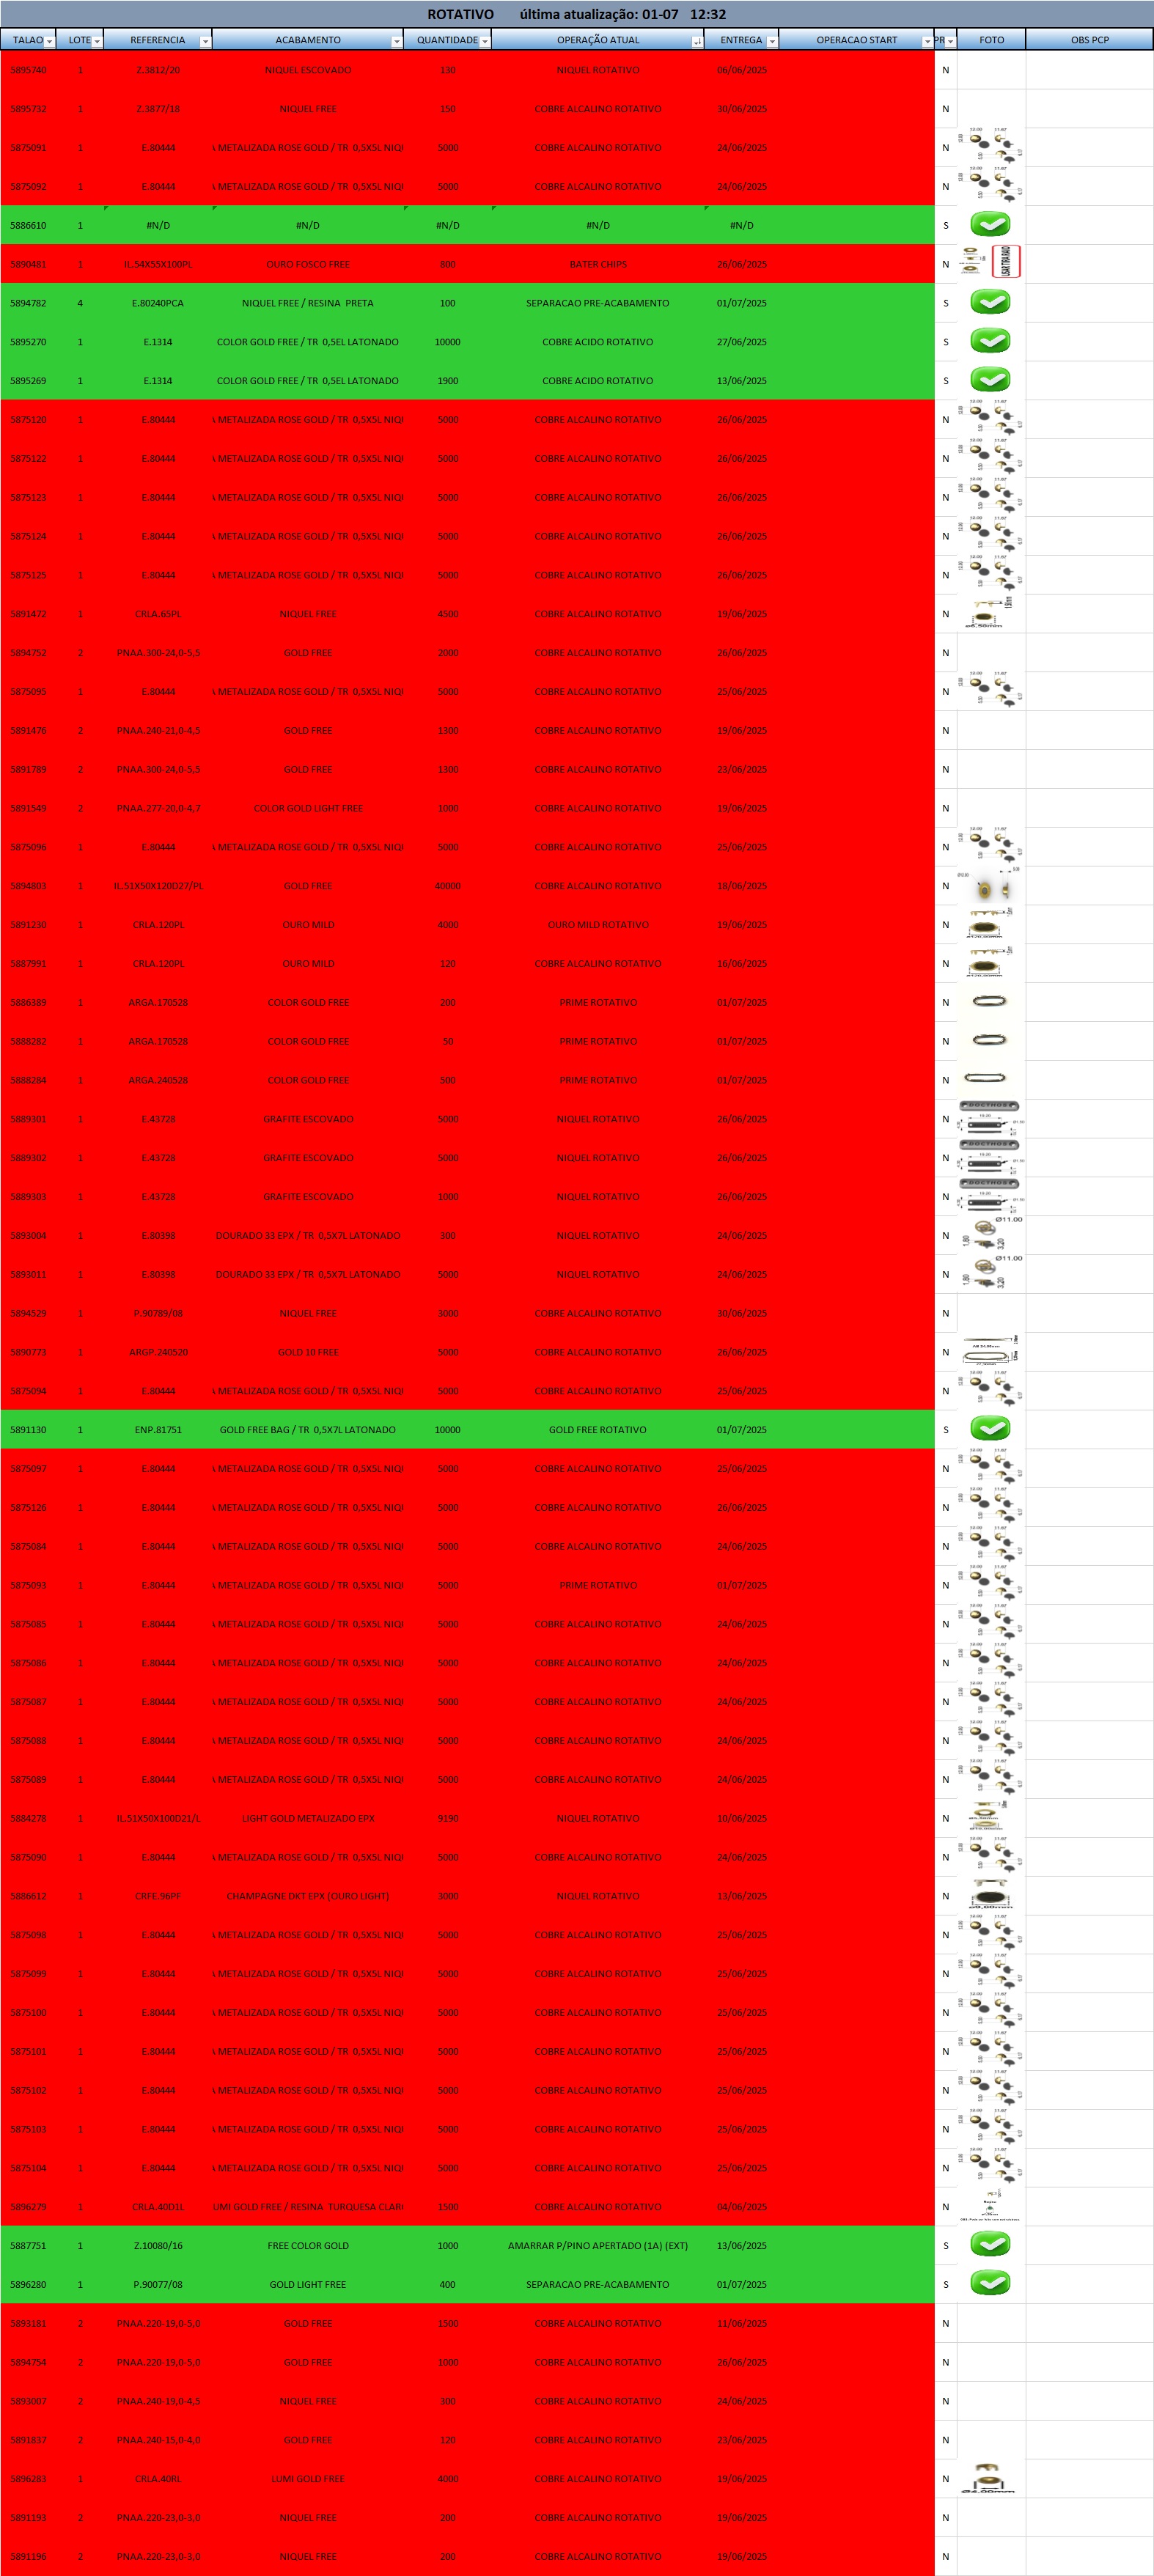 ROTATIVO última atualização: 01-07 12:32
TALAO LOTE REFERENCIA ACABAMENTO QUANTIDADE OPERAÇÃO ATUAL ENTREGA OPERACAO START PR FOTO OBS PCP
5895740 1 Z.3812/20 NIQUEL ESCOVADO 130 NIQUEL ROTATIVO 06/06/2025 N
5895732 1 Z.3877/18 NIQUEL FREE 150 COBRE ALCALINO ROTATIVO 30/06/2025 N
5875091 1 E.80444 METALIZADA ROSE GOLD / TR 0,5X5L NIQ 5000 COBRE ALCALINO ROTATIVO 24/06/2025 N
5875092 1 E.80444 METALIZADA ROSE GOLD / TR 0,5X5L NIQ 5000 COBRE ALCALINO ROTATIVO 24/06/2025 N
5886610 1 #N/D #N/D #N/D #N/D #N/D S
5890481 1 IL.54X55X100PL OURO FOSCO FREE 800 BATER CHIPS 26/06/2025 N
5894782 4 E.80240PCA NIQUEL FREE / RESINA PRETA 100 SEPARACAO PRE-ACABAMENTO 01/07/2025 S
5895270 1 E.1314 COLOR GOLD FREE / TR 0,5EL LATONADO 10000 COBRE ACIDO ROTATIVO 27/06/2025 S
5895269 1 E.1314 COLOR GOLD FREE / TR 0,5EL LATONADO 1900 COBRE ACIDO ROTATIVO 13/06/2025 S
5875120 1 E.80444 METALIZADA ROSE GOLD / TR 0,5X5L NIQ 5000 COBRE ALCALINO ROTATIVO 26/06/2025 N
5875122 1 E.80444 METALIZADA ROSE GOLD / TR 0,5X5L NIQ 5000 COBRE ALCALINO ROTATIVO 26/06/2025 N
5875123 1 E.80444 METALIZADA ROSE GOLD / TR 0,5X5L NIQ 5000 COBRE ALCALINO ROTATIVO 26/06/2025 N
5875124 1 E.80444 METALIZADA ROSE GOLD / TR 0,5X5L NIQ 5000 COBRE ALCALINO ROTATIVO 26/06/2025 N
5875125 1 E.80444 METALIZADA ROSE GOLD / TR 0,5X5L NIQ 5000 COBRE ALCALINO ROTATIVO 26/06/2025 N
5891472 1 CRLA.65PL NIQUEL FREE 4500 COBRE ALCALINO ROTATIVO 19/06/2025 N
5894752 2 PNAA.300-24,0-5,5 GOLD FREE 2000 COBRE ALCALINO ROTATIVO 26/06/2025 N
5875095 1 E.80444 METALIZADA ROSE GOLD / TR 0,5X5L NIQ 5000 COBRE ALCALINO ROTATIVO 25/06/2025 N
5891476 2 PNAA.240-21,0-4,5 GOLD FREE 1300 COBRE ALCALINO ROTATIVO 19/06/2025 N
5891789 2 PNAA.300-24,0-5,5 GOLD FREE 1300 COBRE ALCALINO ROTATIVO 23/06/2025 N
5891549 2 PNAA.277-20,0-4,7 COLOR GOLD LIGHT FREE 1000 COBRE ALCALINO ROTATIVO 19/06/2025 N
5875096 1 E.80444 METALIZADA ROSE GOLD / TR 0,5X5L NIQ 5000 COBRE ALCALINO ROTATIVO 25/06/2025 N
5894803 1 IL.51X50X120D27/PL GOLD FREE 40000 COBRE ALCALINO ROTATIVO 18/06/2025 N
5891230 1 CRLA.120PL OURO MILD 4000 OURO MILD ROTATIVO 19/06/2025 N
5887991 1 CRLA.120PL OURO MILD 120 COBRE ALCALINO ROTATIVO 16/06/2025 N
5886389 1 ARGA.170528 COLOR GOLD FREE 200 PRIME ROTATIVO 01/07/2025 N
5888282 1 ARGA.170528 COLOR GOLD FREE 50 PRIME ROTATIVO 01/07/2025 N
5888284 1 ARGA.240528 COLOR GOLD FREE 500 PRIME ROTATIVO 01/07/2025 N
5889301 1 E.43728 GRAFITE ESCOVADO 5000 NIQUEL ROTATIVO 26/06/2025 N
5889302 1 E.43728 GRAFITE ESCOVADO 5000 NIQUEL ROTATIVO 26/06/2025 N
5889303 1 E.43728 GRAFITE ESCOVADO 1000 NIQUEL ROTATIVO 26/06/2025 N
5893004 1 E.80398 DOURADO 33 EPX / TR 0,5X7L LATONADO 300 NIQUEL ROTATIVO 24/06/2025 N Ø11.00 1,80 3,20
5893011 1 E.80398 DOURADO 33 EPX / TR 0,5X7L LATONADO 5000 NIQUEL ROTATIVO 24/06/2025 N Ø11.00 1,80 3,20
5894529 1 P.90789/08 NIQUEL FREE 3000 COBRE ALCALINO ROTATIVO 30/06/2025 N
5890773 1 ARGP.240520 GOLD 10 FREE 5000 COBRE ALCALINO ROTATIVO 26/06/2025 N
5875094 1 E.80444 METALIZADA ROSE GOLD / TR 0,5X5L NIQ 5000 COBRE ALCALINO ROTATIVO 25/06/2025 N
5891130 1 ENP.81751 GOLD FREE BAG / TR 0,5X7L LATONADO 10000 GOLD FREE ROTATIVO 01/07/2025 S
5875097 1 E.80444 METALIZADA ROSE GOLD / TR 0,5X5L NIQ 5000 COBRE ALCALINO ROTATIVO 25/06/2025 N
5875126 1 E.80444 METALIZADA ROSE GOLD / TR 0,5X5L NIQ 5000 COBRE ALCALINO ROTATIVO 26/06/2025 N
5875084 1 E.80444 METALIZADA ROSE GOLD / TR 0,5X5L NIQ 5000 COBRE ALCALINO ROTATIVO 24/06/2025 N
5875093 1 E.80444 METALIZADA ROSE GOLD / TR 0,5X5L NIQ 5000 PRIME ROTATIVO 01/07/2025 N
5875085 1 E.80444 METALIZADA ROSE GOLD / TR 0,5X5L NIQ 5000 COBRE ALCALINO ROTATIVO 24/06/2025 N
5875086 1 E.80444 METALIZADA ROSE GOLD / TR 0,5X5L NIQ 5000 COBRE ALCALINO ROTATIVO 24/06/2025 N
5875087 1 E.80444 METALIZADA ROSE GOLD / TR 0,5X5L NIQ 5000 COBRE ALCALINO ROTATIVO 24/06/2025 N
5875088 1 E.80444 METALIZADA ROSE GOLD / TR 0,5X5L NIQ 5000 COBRE ALCALINO ROTATIVO 24/06/2025 N
5875089 1 E.80444 METALIZADA ROSE GOLD / TR 0,5X5L NIQ 5000 COBRE ALCALINO ROTATIVO 24/06/2025 N
5884278 1 IL.51X50X100D21/L LIGHT GOLD METALIZADO EPX 9190 NIQUEL ROTATIVO 10/06/2025 N
5875090 1 E.80444 METALIZADA ROSE GOLD / TR 0,5X5L NIQ 5000 COBRE ALCALINO ROTATIVO 24/06/2025 N
5886612 1 CRFE.96PF CHAMPAGNE DKT EPX (OURO LIGHT) 3000 NIQUEL ROTATIVO 13/06/2025 N
5875098 1 E.80444 METALIZADA ROSE GOLD / TR 0,5X5L NIQ 5000 COBRE ALCALINO ROTATIVO 25/06/2025 N
5875099 1 E.80444 METALIZADA ROSE GOLD / TR 0,5X5L NIQ 5000 COBRE ALCALINO ROTATIVO 25/06/2025 N
5875100 1 E.80444 METALIZADA ROSE GOLD / TR 0,5X5L NIQ 5000 COBRE ALCALINO ROTATIVO 25/06/2025 N
5875101 1 E.80444 METALIZADA ROSE GOLD / TR 0,5X5L NIQ 5000 COBRE ALCALINO ROTATIVO 25/06/2025 N
5875102 1 E.80444 METALIZADA ROSE GOLD / TR 0,5X5L NIQ 5000 COBRE ALCALINO ROTATIVO 25/06/2025 N
5875103 1 E.80444 METALIZADA ROSE GOLD / TR 0,5X5L NIQ 5000 COBRE ALCALINO ROTATIVO 25/06/2025 N
5875104 1 E.80444 METALIZADA ROSE GOLD / TR 0,5X5L NIQ 5000 COBRE ALCALINO ROTATIVO 25/06/2025 N
5896279 1 CRLA.40D1L UMI GOLD FREE / RESINA TURQUESA CLAR 1500 COBRE ALCALINO ROTATIVO 04/06/2025 N
5887751 1 Z.10080/16 FREE COLOR GOLD 1000 AMARRAR P/PINO APERTADO (1A) (EXT) 13/06/2025 S
5896280 1 P.90077/08 GOLD LIGHT FREE 400 SEPARACAO PRE-ACABAMENTO 01/07/2025 S
5893181 2 PNAA.220-19,0-5,0 GOLD FREE 1500 COBRE ALCALINO ROTATIVO 11/06/2025 N
5894754 2 PNAA.220-19,0-5,0 GOLD FREE 1000 COBRE ALCALINO ROTATIVO 26/06/2025 N
5893007 2 PNAA.240-19,0-4,5 NIQUEL FREE 300 COBRE ALCALINO ROTATIVO 24/06/2025 N
5891837 2 PNAA.240-15,0-4,0 GOLD FREE 120 COBRE ALCALINO ROTATIVO 23/06/2025 N
5896283 1 CRLA.40RL LUMI GOLD FREE 4000 COBRE ALCALINO ROTATIVO 19/06/2025 N
5891193 2 PNAA.220-23,0-3,0 NIQUEL FREE 200 COBRE ALCALINO ROTATIVO 19/06/2025 N
5891196 2 PNAA.220-23,0-3,0 NIQUEL FREE 200 COBRE ALCALINO ROTATIVO 19/06/2025 N